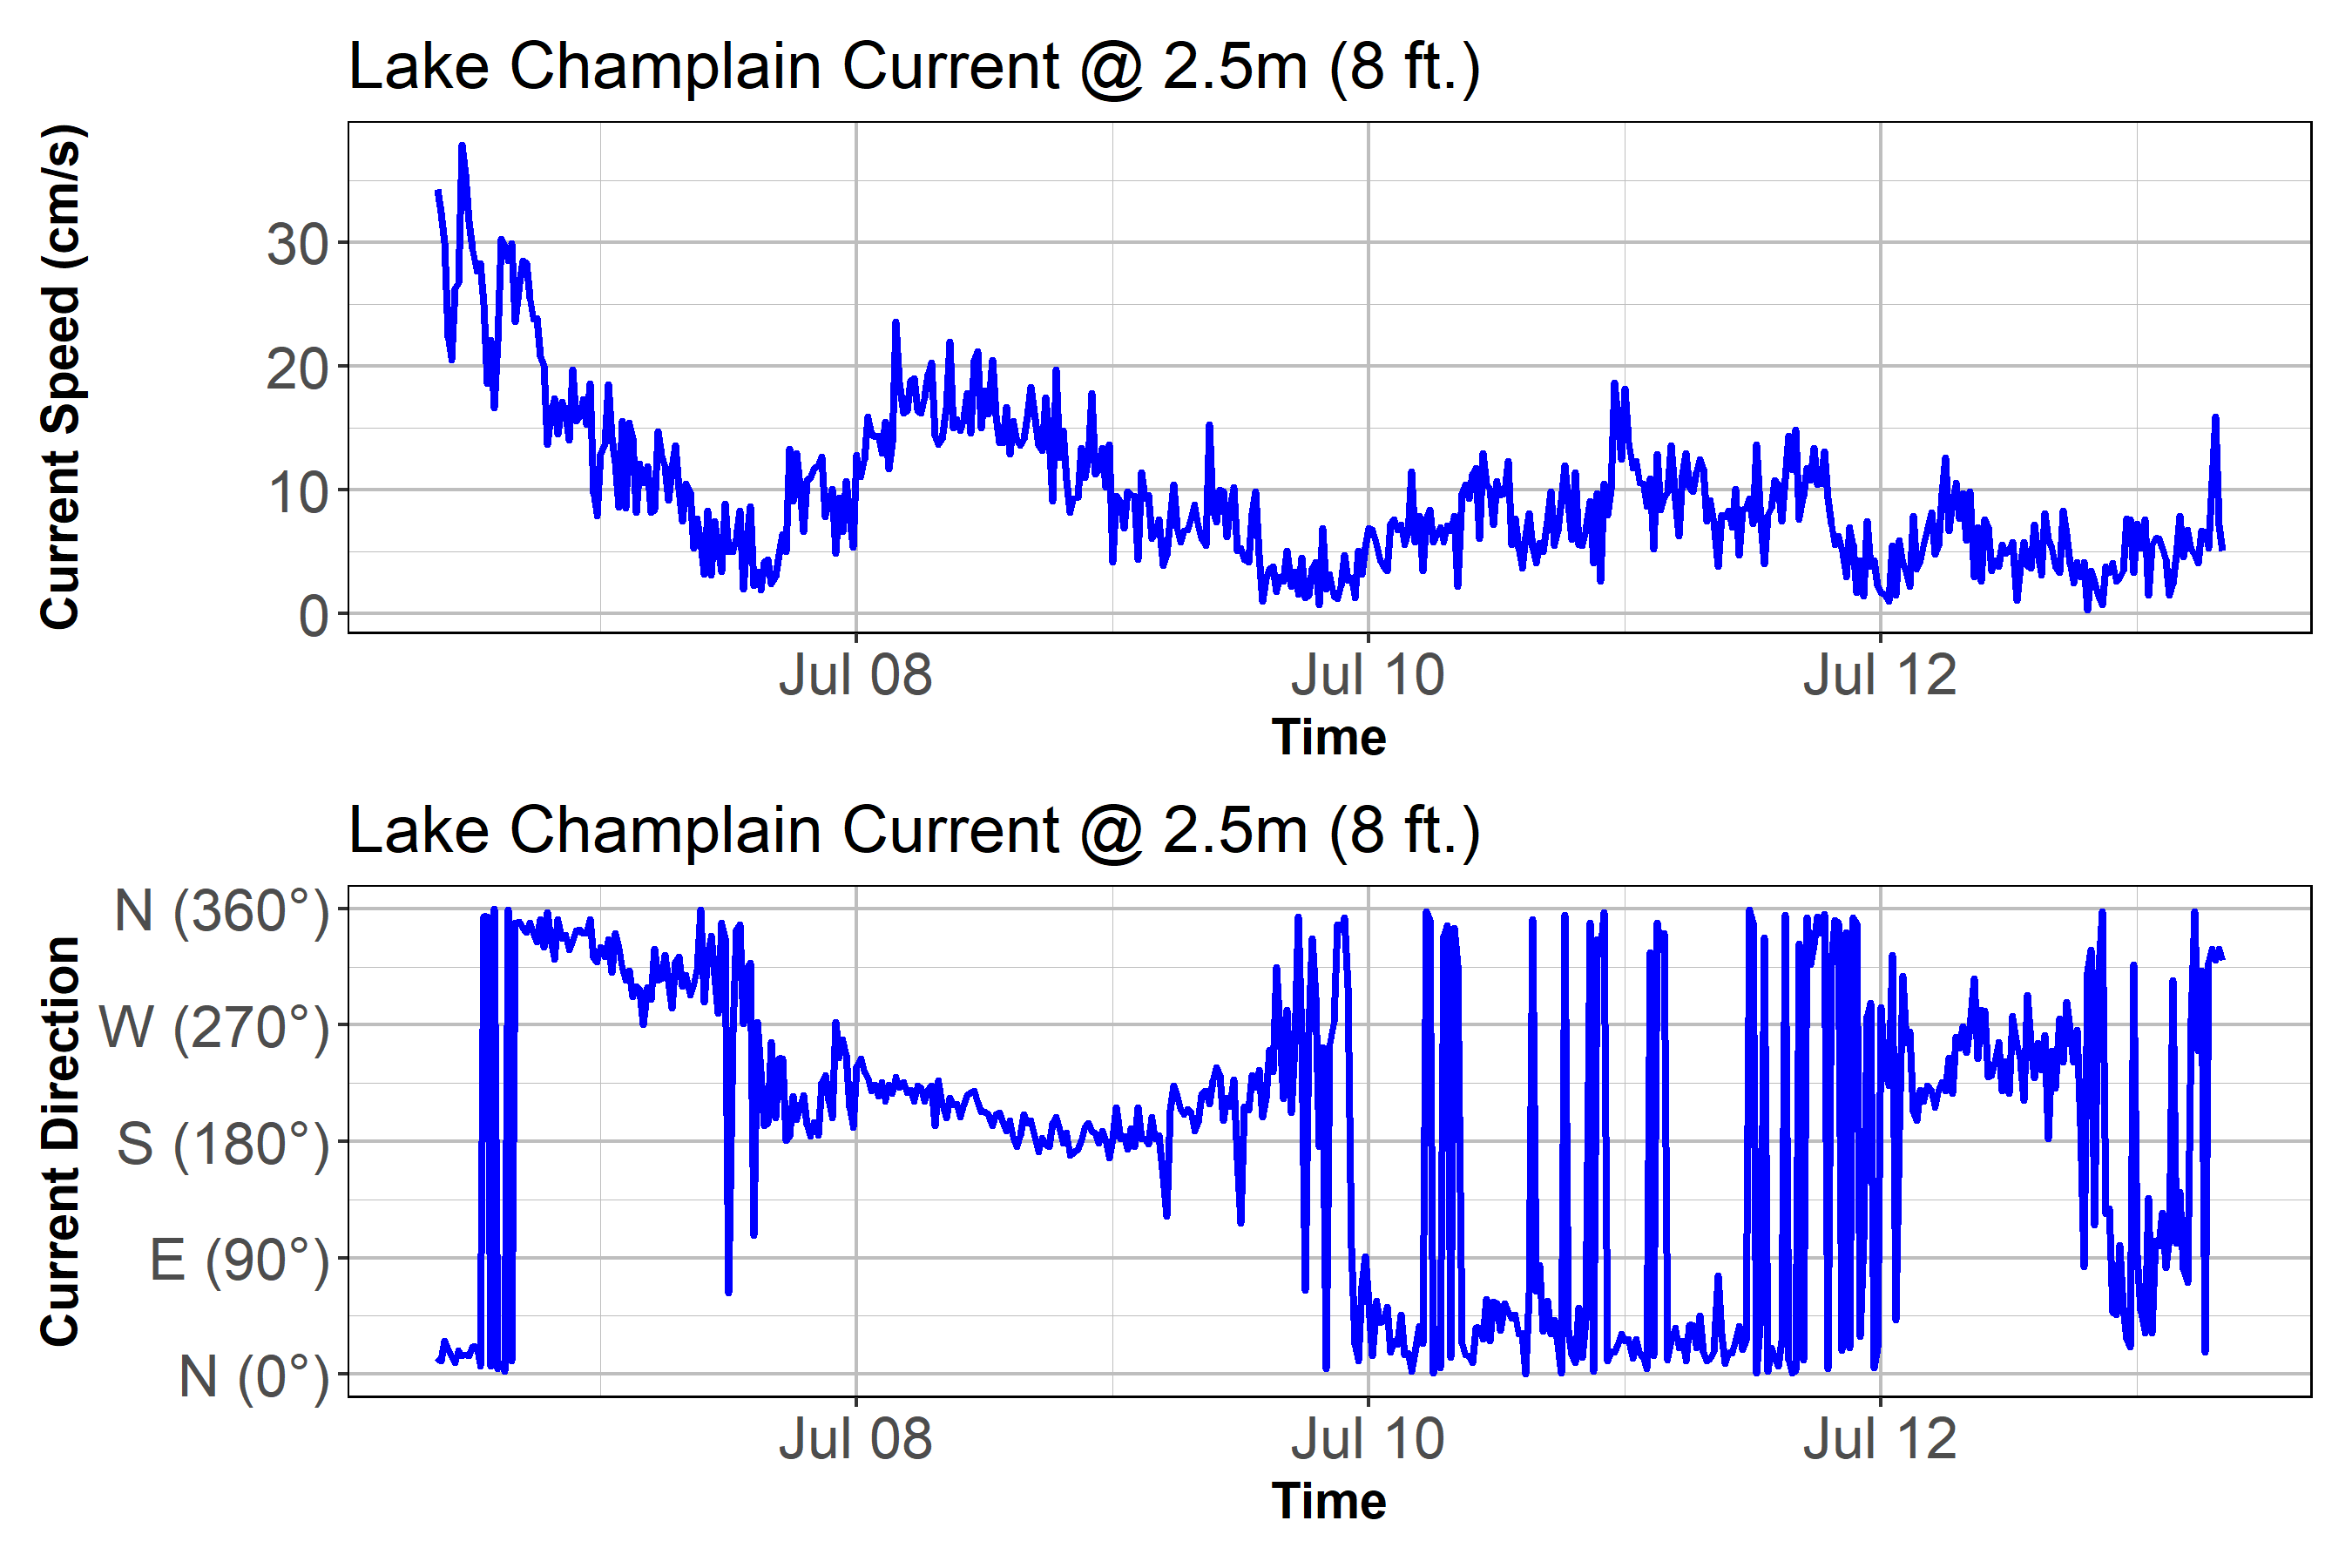 Lake Champlain Current @ 2.5m (8 ft.)
Current Speed (cm/s)
30
20
10
0
Jul 08 Jul 10 Jul 12
Time
Lake Champlain Current @ 2.5m (8 ft.)
Current Direction
N (360°)
W (270°)
S (180°)
E (90°)
N (0°)
Jul 08 Jul 10 Jul 12
Time